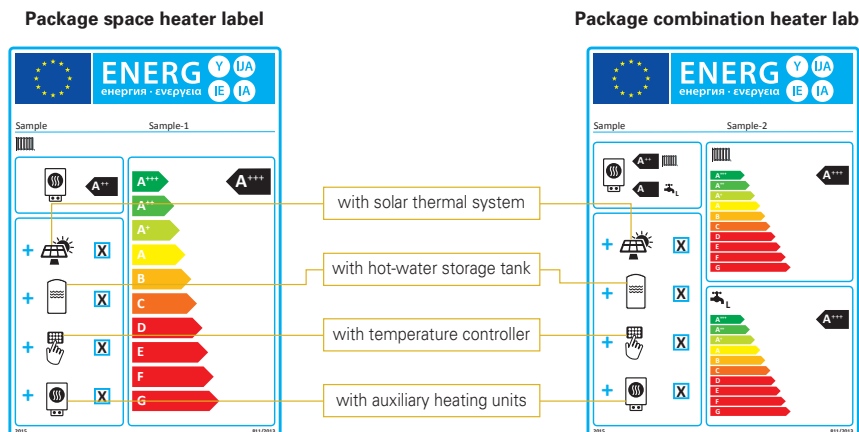 Package space heater label
ENERG Y IJA
енергия · ενεργεια IE IA
Sample Sample-1
A++
A+++
A+++
A++
A+
A
B
C
D
E
F
G
+ X
+ X
+ X
+ X
2015 811/2013
with solar thermal system
with hot-water storage tank
with temperature controller
with auxiliary heating units
Package combination heater lab
ENERG Y IJA
енергия · ενεργεια IE IA
Sample Sample-2
A++
A
L
+ X
+ X
+ X
+ X
A+++
A+++
A++
A+
A
B
C
D
E
F
G
L
A+++
A+++
A++
A+
A
B
C
D
E
F
G
2015 811/2013